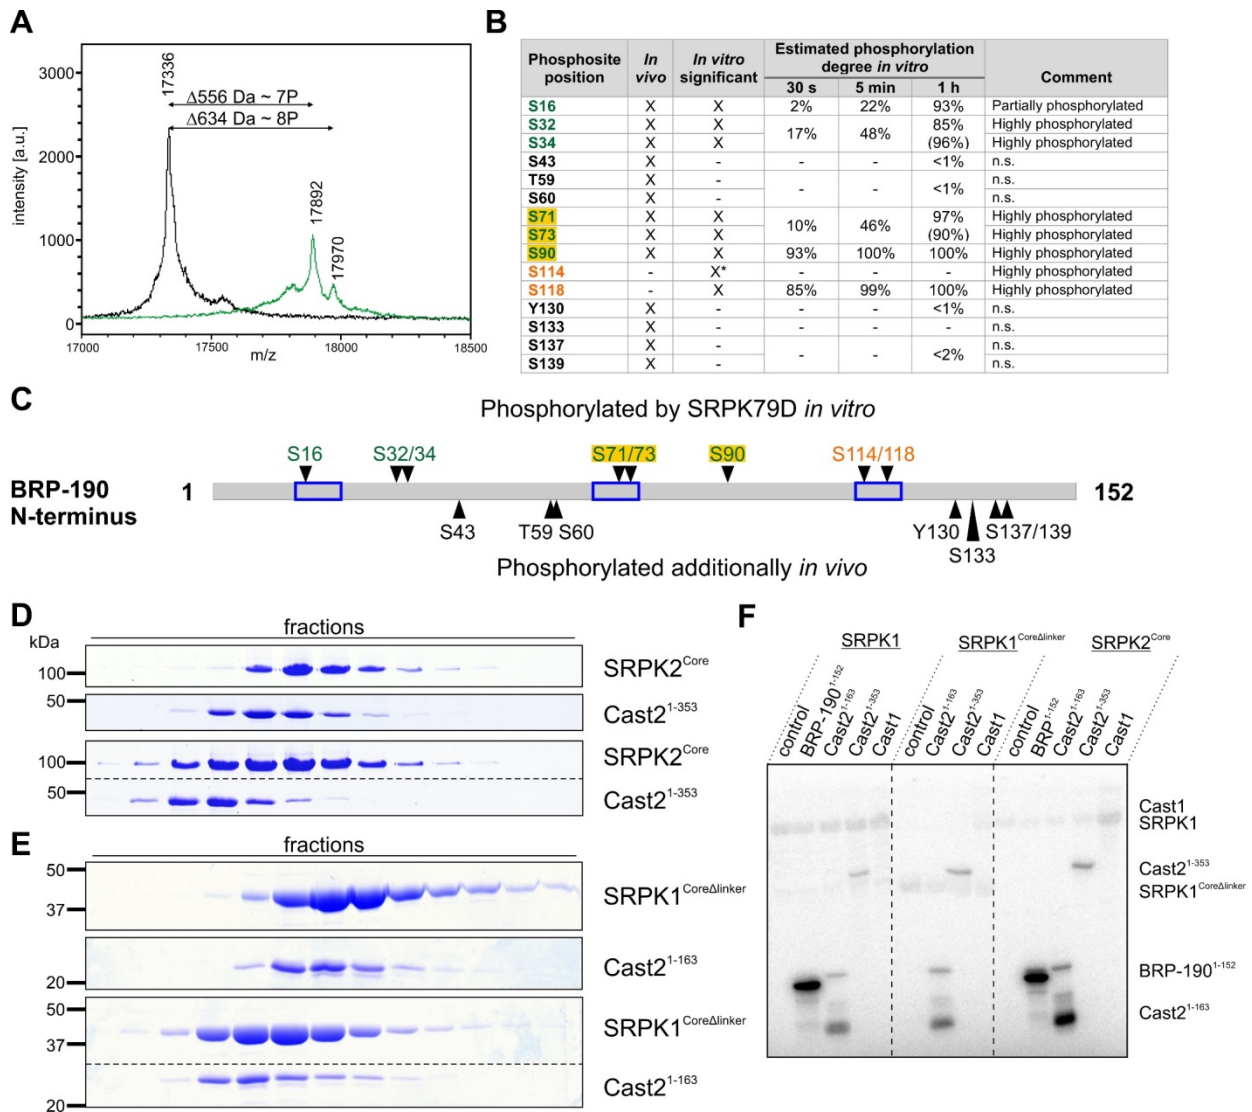 A
intensity [a.u.]
3000
2000
1000
0
17336
Δ556 Da ~ 7P
Δ634 Da ~ 8P
17892
17970
17000 17500 18000 18500
m/z
B
Phosphosite position | In vivo | In vitro significant | Estimated phosphorylation degree in vitro | Comment
30 s | 5 min | 1 h
S16 X X 2% 22% 93% Partially phosphorylated
S32 X X 17% 48% 85% Highly phosphorylated
S34 X X (96%) Highly phosphorylated
S43 X - - - <1% n.s.
T59 X - - - <1% n.s.
S60 X - n.s.
S71 X X 10% 46% 97% Highly phosphorylated
S73 X X (90%) Highly phosphorylated
S90 X X 93% 100% 100% Highly phosphorylated
S114 - X* - - - Highly phosphorylated
S118 - X 85% 99% 100% Highly phosphorylated
Y130 X - - - <1% n.s.
S133 X - - - - n.s.
S137 X - - - <2% n.s.
S139 X - n.s.
C
Phosphorylated by SRPK79D in vitro
S16 S32/34 S71/73 S90 S114/118
BRP-190 N-terminus
1 152
S43 T59 S60 Y130 S133 S137/139
Phosphorylated additionally in vivo
D
fractions
kDa
100 SRPK2Core
50 Cast21-353
100 SRPK2Core
50 Cast21-353
E
fractions
50
37 SRPK1CoreΔlinker
20 Cast21-163
50
37 SRPK1CoreΔlinker
20 Cast21-163
F
SRPK1 SRPK1CoreΔlinker SRPK2Core
control BRP-1901-152 Cast21-163 Cast21-353 Cast1
control Cast21-163 Cast21-353 Cast1
control BRP1-152 Cast21-163 Cast21-353 Cast1
Cast1
SRPK1
Cast21-353
SRPK1CoreΔlinker
BRP-1901-152
Cast21-163